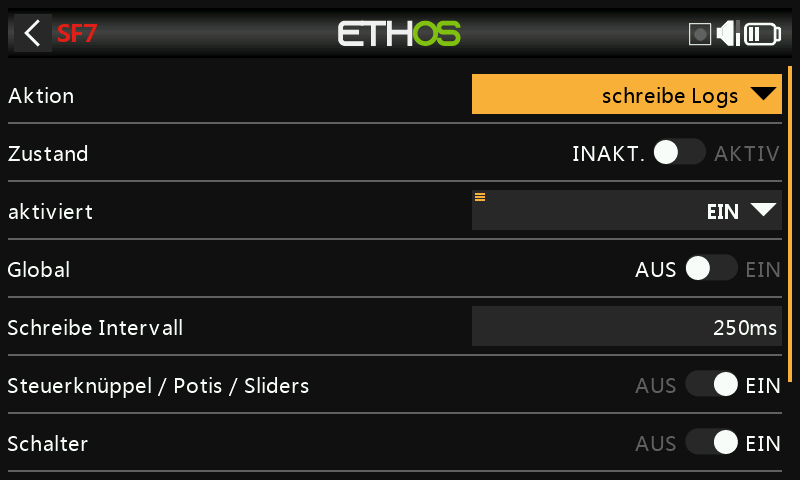 SF7 ETHOS
Aktion schreibe Logs
Zustand INAKT. AKTIV
aktiviert EIN
Global AUS EIN
Schreibe Intervall 250ms
Steuerknüppel / Potis / Sliders AUS EIN
Schalter AUS EIN